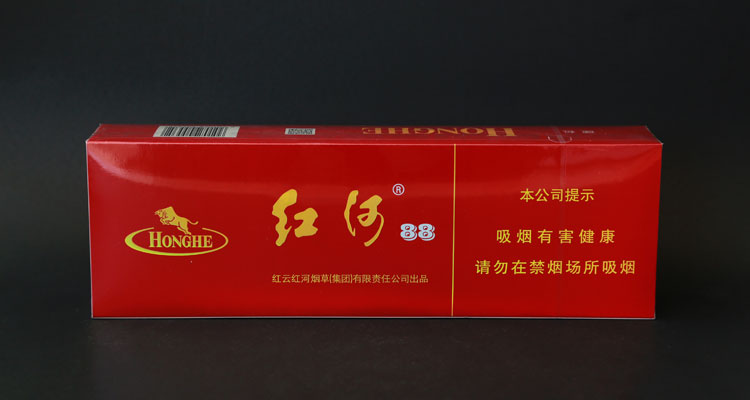 HONGHE
HONGHE
红河®
88
红云红河烟草(集团)有限责任公司出品
本公司提示
吸烟有害健康
请勿在禁烟场所吸烟